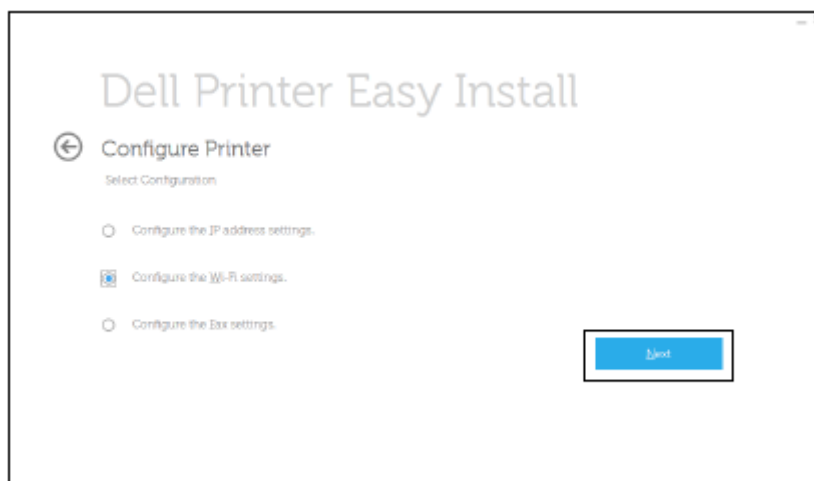 Dell Printer Easy Install
Configure Printer
Select Configuration
Configure the IP address settings.
Configure the Wi-Fi settings.
Configure the Fax settings.
Next